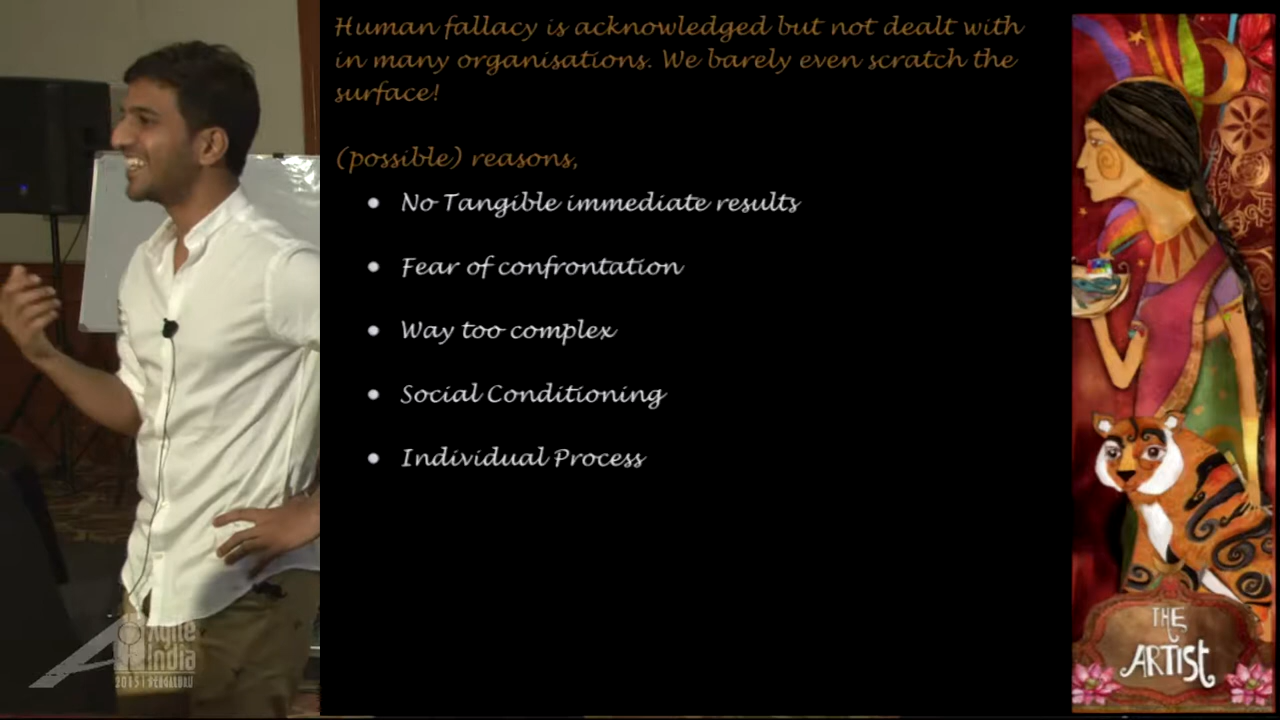 Human fallacy is acknowledged but not dealt with
in many organisations. We barely even scratch the
surface!
(possible) reasons,
No Tangible immediate results
Fear of confrontation
Way too complex
Social Conditioning
Individual Process
THE
ARTIST
Agile
India
2015 | BENGALURU